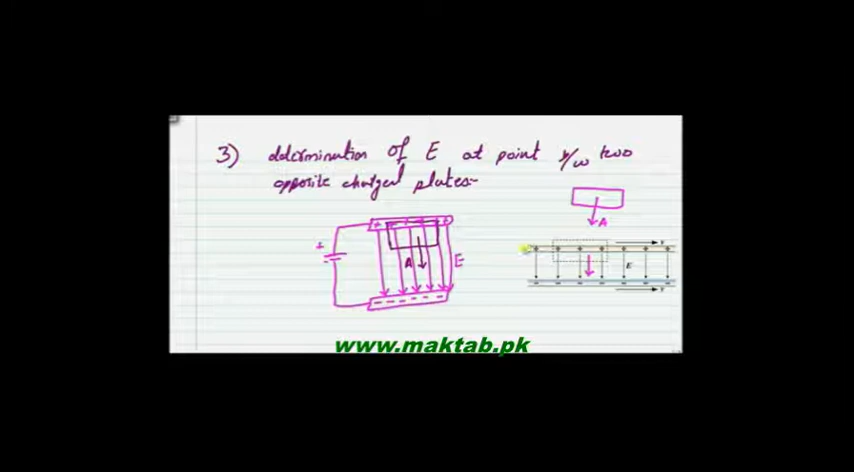 3) determination of E at point b/w two
opposite charged plates-
A
A
E
E
www.maktab.pk